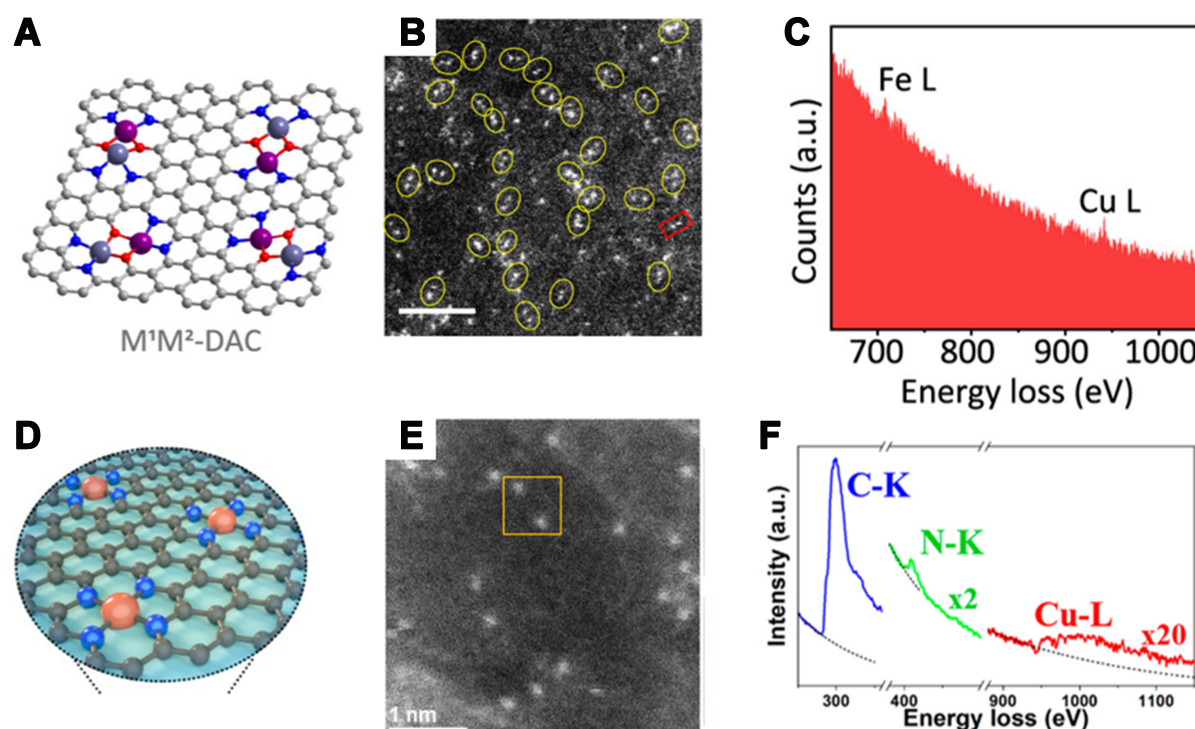 A
M¹M²-DAC
B
C
Fe L
Cu L
Counts (a.u.)
700 800 900 1000
Energy loss (eV)
D
E
1 nm
F
C-K
N-K
x2
Cu-L
x20
Intensity (a.u.)
300 400 900 1000 1100
Energy loss (eV)